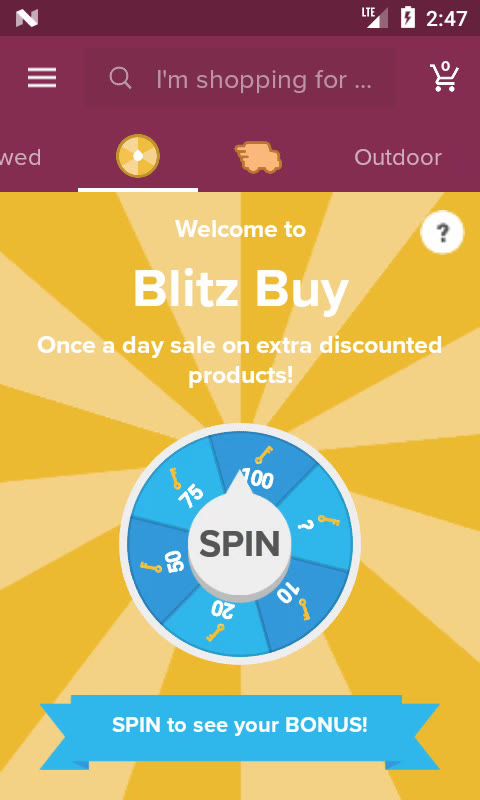 LTE 2:47
I'm shopping for ... 0
wed Outdoor
Welcome to ?
Blitz Buy
Once a day sale on extra discounted
products!
100
75
?
SPIN
50
10
20
SPIN to see your BONUS!